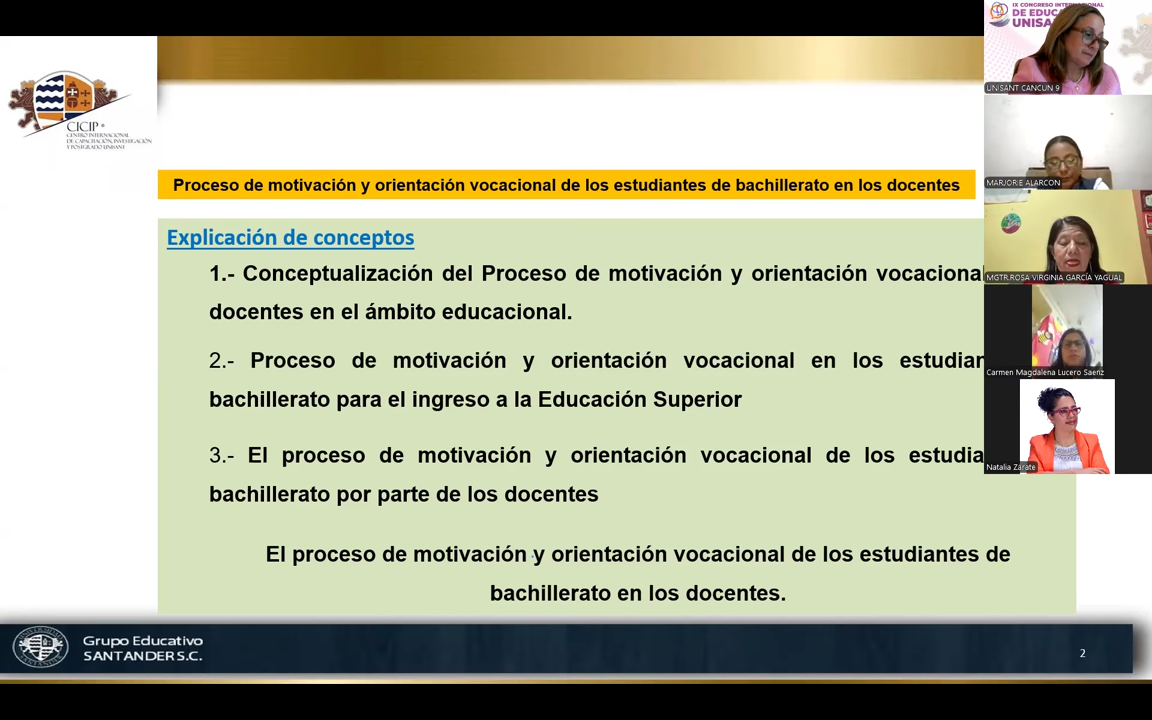 IX CONGRESO INTERNACIONAL
DE EDUCA
UNISA
UNISANT CANCUN 9
CICIP
CENTRO INTERNACIONAL
DE CAPACITACIÓN, INVESTIGACIÓN
Y POSTGRADO UNISANT
MARJORIE ALARCON
Proceso de motivación y orientación vocacional de los estudiantes de bachillerato en los docentes
Explicación de conceptos
MGTR.ROSA VIRGINIA GARCÍA YAGUAL
1.- Conceptualización del Proceso de motivación y orientación vocacional
docentes en el ámbito educacional.
2.- Proceso de motivación y orientación vocacional en los estudian
bachillerato para el ingreso a la Educación Superior
Carmen Magdalena Lucero Saenz
3.- El proceso de motivación y orientación vocacional de los estudia
bachillerato por parte de los docentes
Natalia Zárate
El proceso de motivación y orientación vocacional de los estudiantes de
bachillerato en los docentes.
Grupo Educativo
SANTANDER S.C.
2